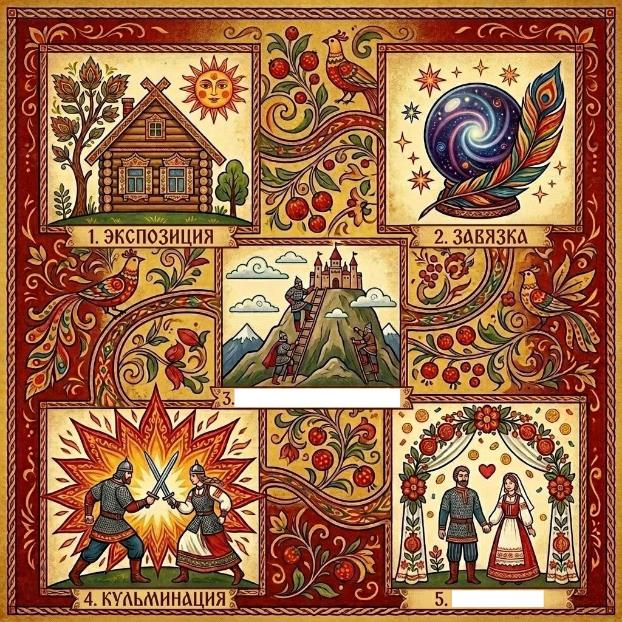 1. ЭКСПОЗИЦИЯ
2. ЗАВЯЗКА
3.
4. КУЛЬМИНАЦИЯ
5.